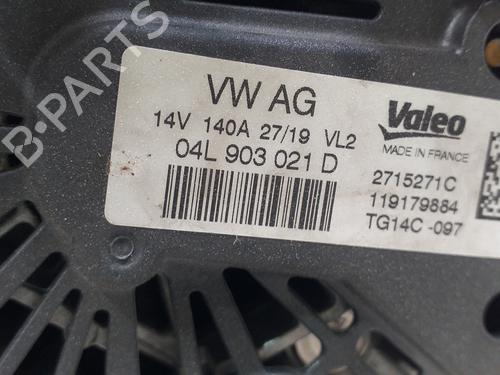 B-PARTS
VW AG
14V 140A 27/19 VL2
04L 903 021 D
Valeo
MADE IN FRANCE
2715271C
119179884
TG14C -097